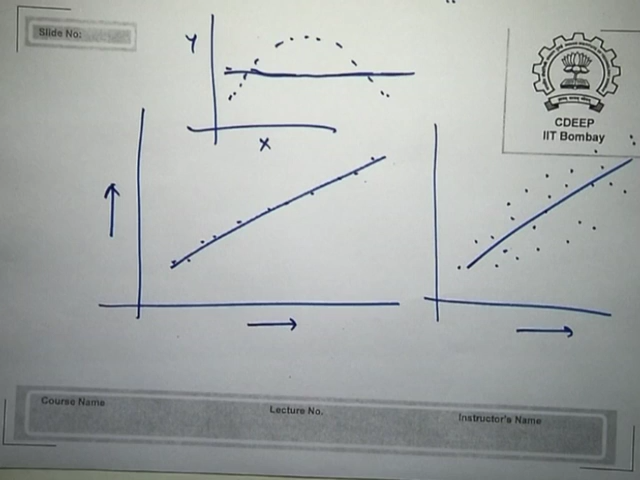 Slide No:
Y
X
CDEEP
IIT Bombay
Course Name
Lecture No.
Instructor's Name